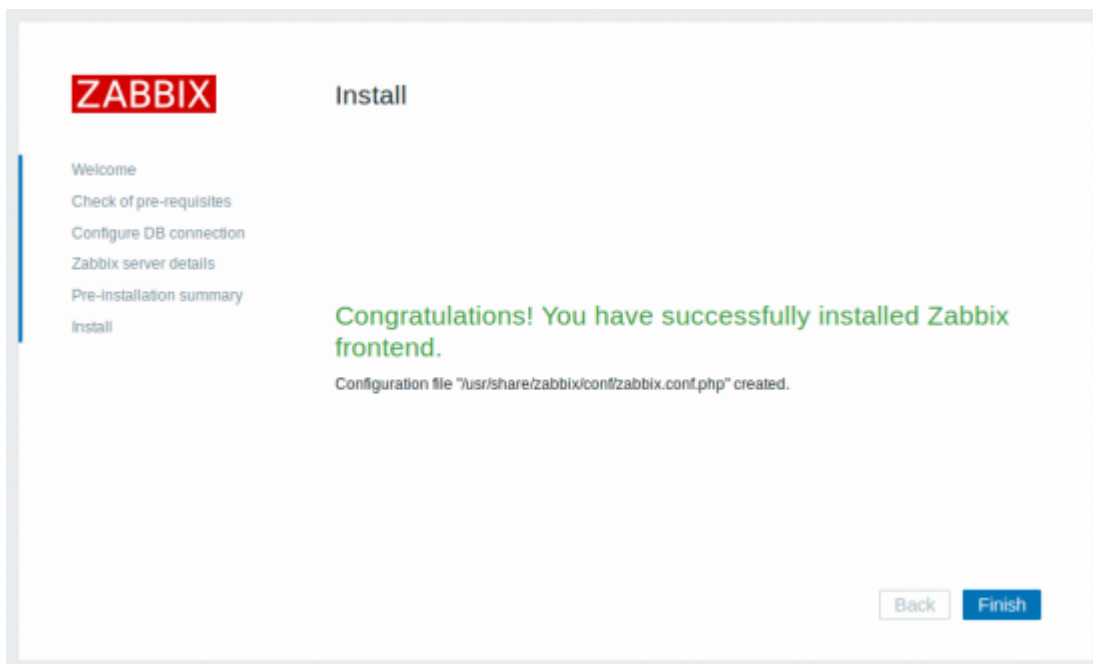 ZABBIX
Install
Welcome
Check of pre-requisites
Configure DB connection
Zabbix server details
Pre-installation summary
Install
Congratulations! You have successfully installed Zabbix
frontend.
Configuration file "/usr/share/zabbix/conf/zabbix.conf.php" created.
Back
Finish